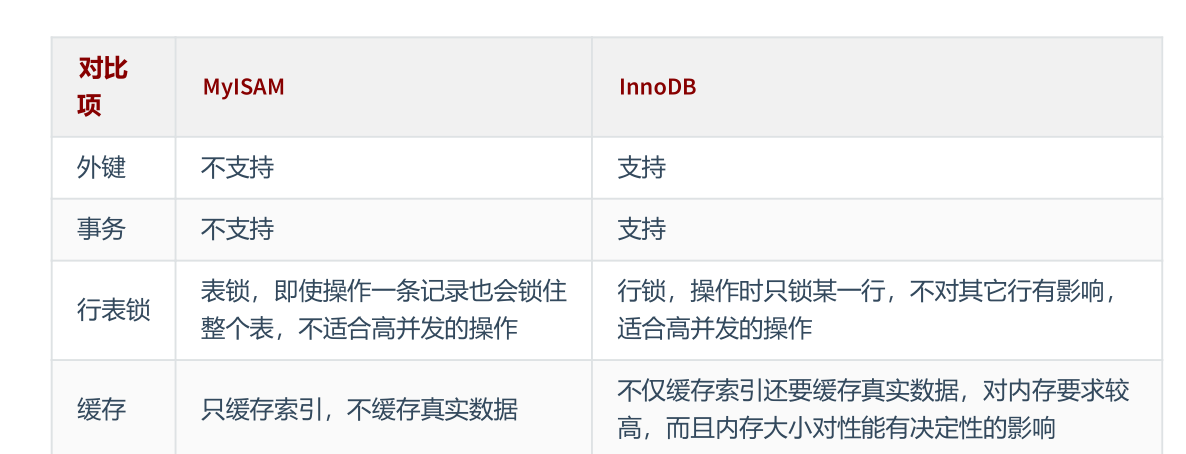 对比
项
MyISAM
InnoDB
外键
不支持
支持
事务
不支持
支持
行表锁
表锁，即使操作一条记录也会锁住
整个表，不适合高并发的操作
行锁，操作时只锁某一行，不对其它行有影响，
适合高并发的操作
缓存
只缓存索引，不缓存真实数据
不仅缓存索引还要缓存真实数据，对内存要求较
高，而且内存大小对性能有决定性的影响